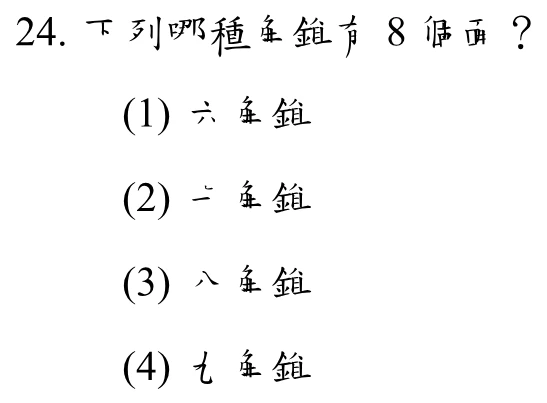 24. 下列哪種角錐有 8 個面？
(1) 六角錐
(2) 七角錐
(3) 八角錐
(4) 九角錐